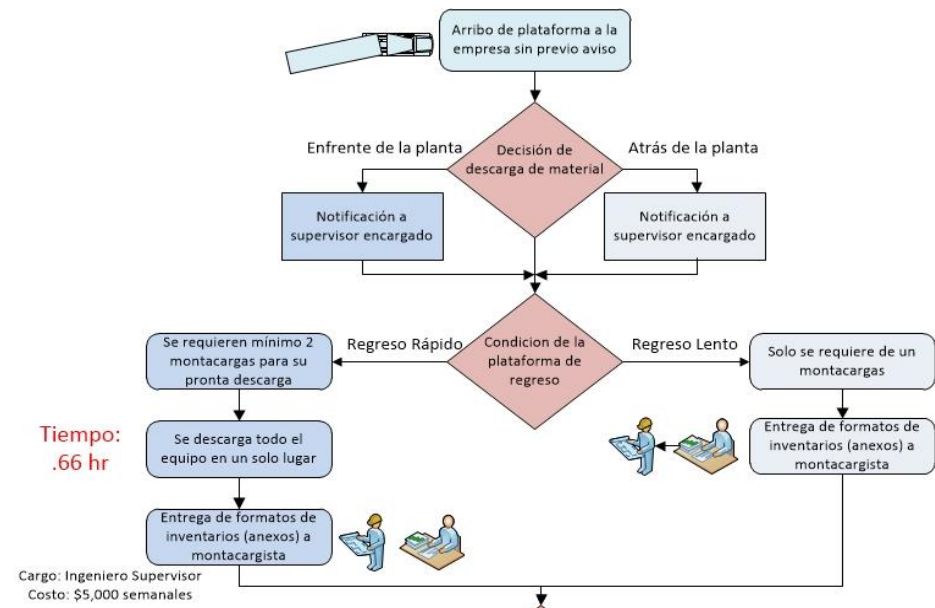 Arribo de plataforma a la
empresa sin previo aviso
Enfrente de la planta
Decisión de
descarga de material
Atrás de la planta
Notificación a
supervisor encargado
Notificación a
supervisor encargado
Se requieren mínimo 2
montacargas para su
pronta descarga
Regreso Rápido
Condicion de la
plataforma de
regreso
Regreso Lento
Solo se requiere de un
montacargas
Tiempo:
.66 hr
Se descarga todo el
equipo en un solo lugar
Entrega de formatos de
inventarios (anexos) a
montacargista
Entrega de formatos de
inventarios (anexos) a
montacargista
Cargo: Ingeniero Supervisor
Costo: $5,000 semanales